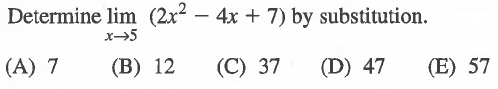 Determine lim (2x² − 4x + 7) by substitution.
x→5
(A) 7 (B) 12 (C) 37 (D) 47 (E) 57